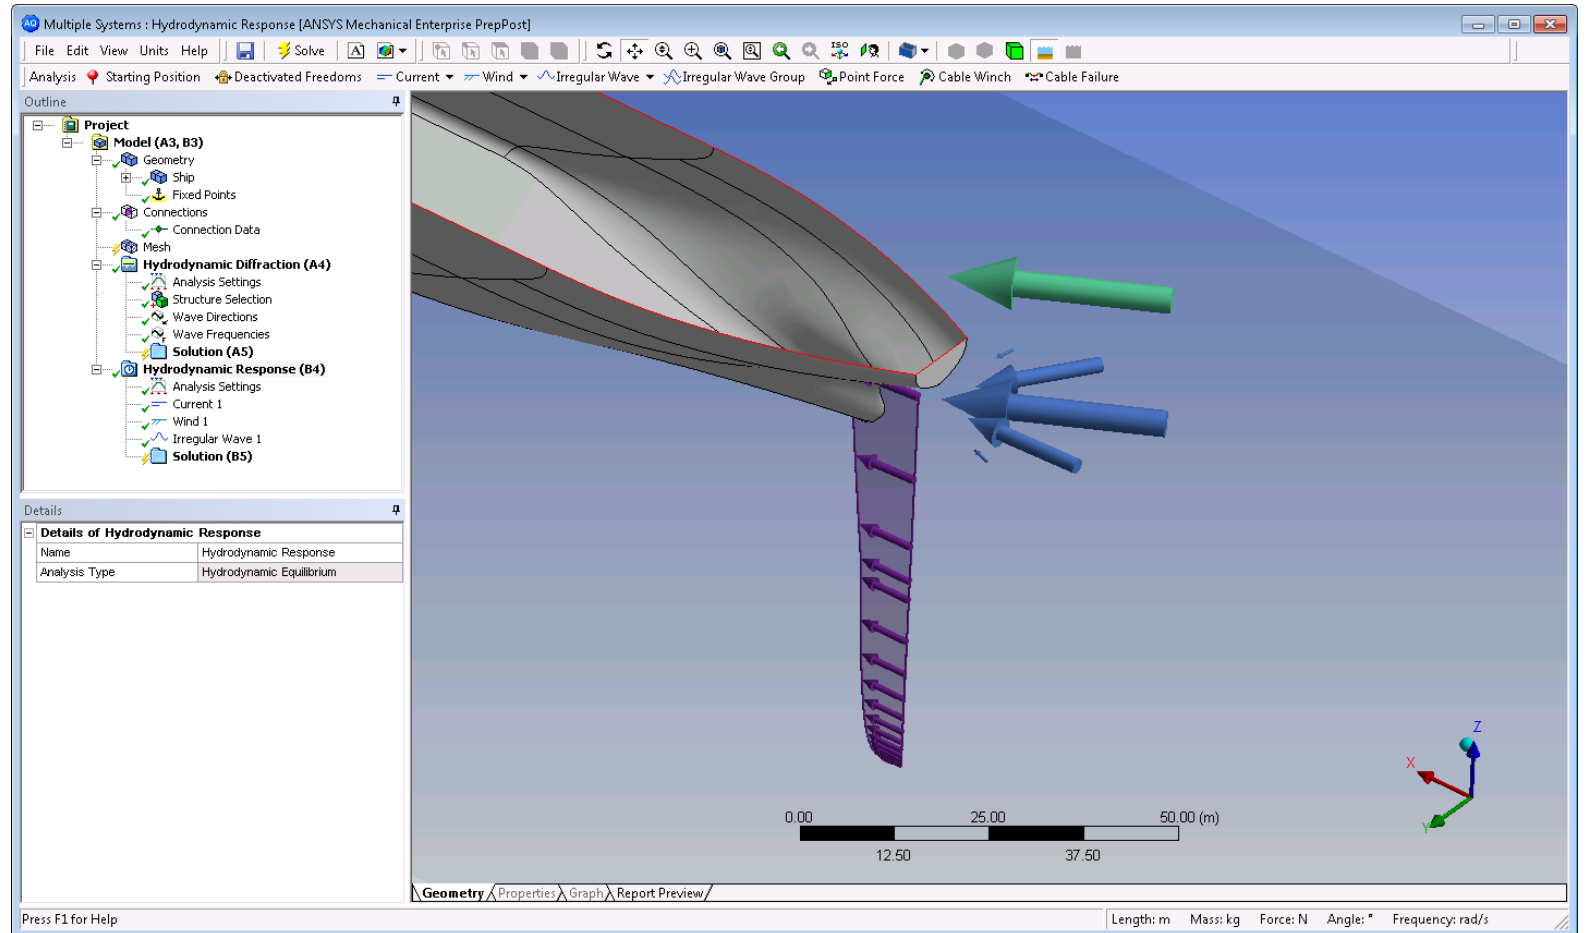 Multiple Systems : Hydrodynamic Response [ANSYS Mechanical Enterprise PrepPost]
File Edit View Units Help Solve A ISO
Analysis Starting Position Deactivated Freedoms Current Wind Irregular Wave Irregular Wave Group Point Force Cable Winch Cable Failure
Outline
Project
Model (A3, B3)
Geometry
Ship
Fixed Points
Connections
Connection Data
Mesh
Hydrodynamic Diffraction (A4)
Analysis Settings
Structure Selection
Wave Directions
Wave Frequencies
Solution (A5)
Hydrodynamic Response (B4)
Analysis Settings
Current 1
Wind 1
Irregular Wave 1
Solution (B5)
Details
Details of Hydrodynamic Response
Name Hydrodynamic Response
Analysis Type Hydrodynamic Equilibrium
Z
X
Y
0.00 25.00 50.00 (m)
12.50 37.50
Geometry Properties Graph Report Preview
Press F1 for Help Length: m Mass: kg Force: N Angle: ° Frequency: rad/s